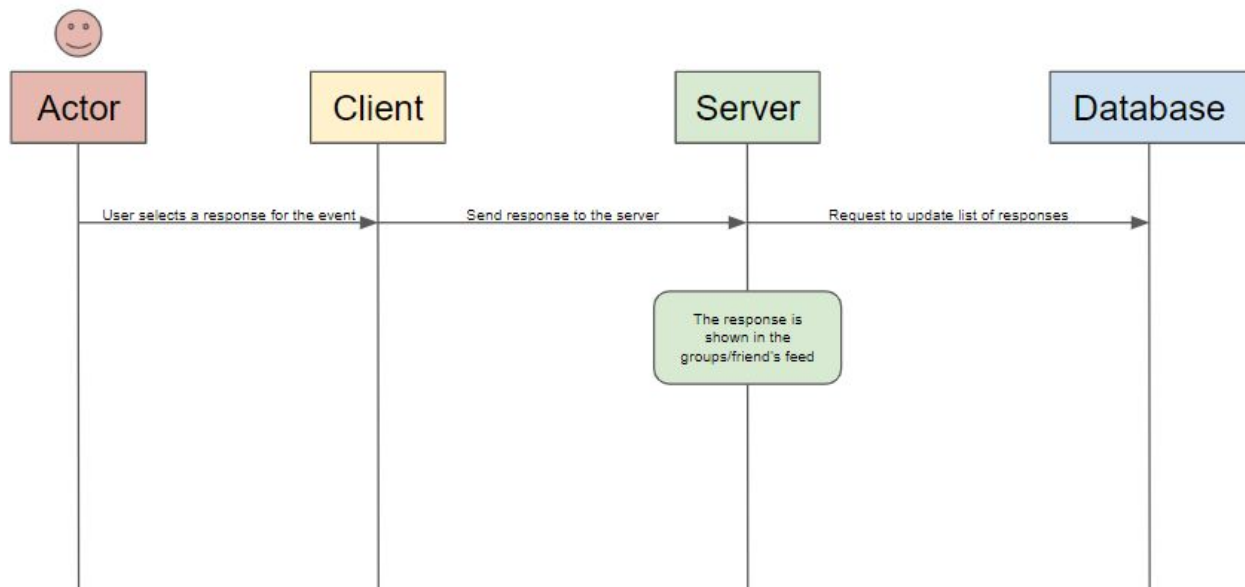 Actor
Client
Server
Database
User selects a response for the event
Send response to the server
Request to update list of responses
The response is
shown in the
groups/friend's feed